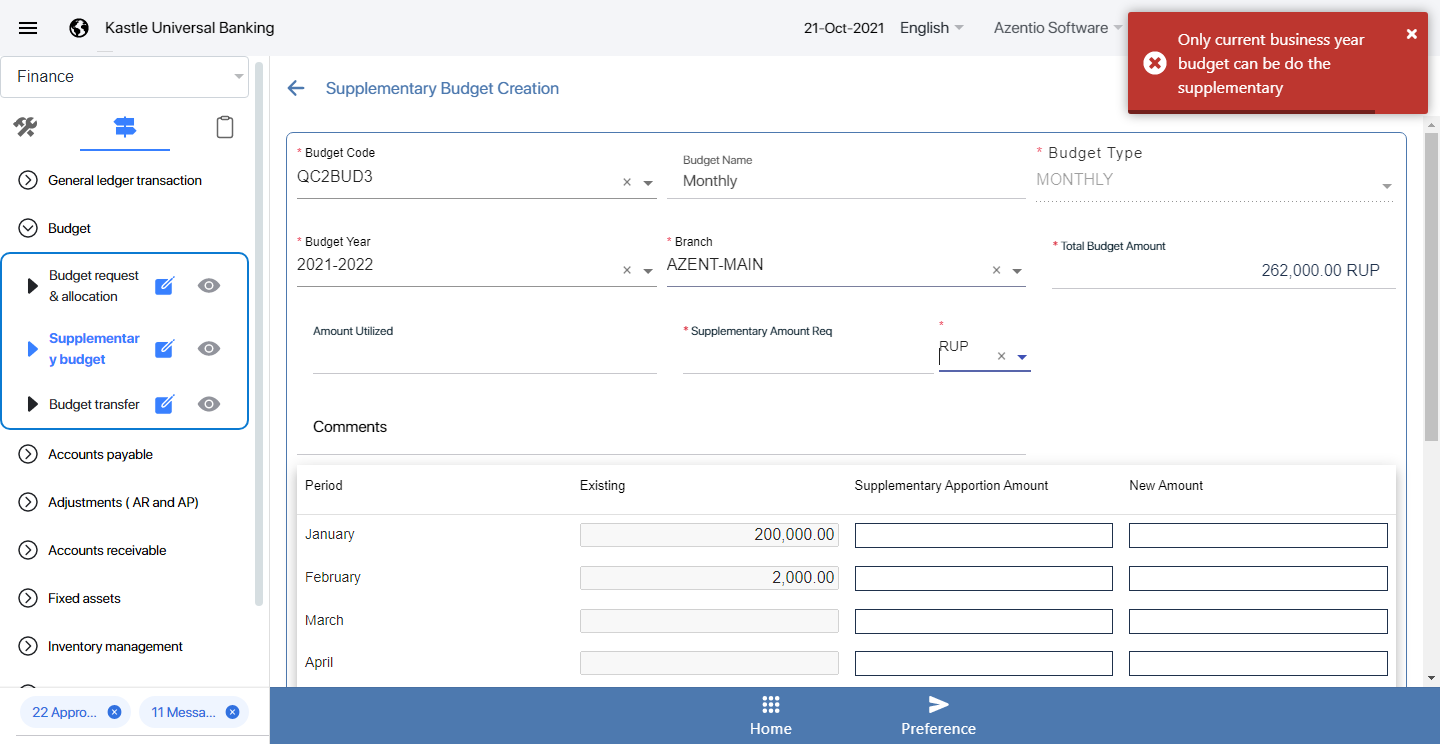 Kastle Universal Banking
21-Oct-2021
English
Azentio Software
Only current business year
budget can be do the
supplementary
Finance
Supplementary Budget Creation
General ledger transaction
Budget
Budget request
& allocation
Supplementar
y budget
Budget transfer
Accounts payable
Adjustments ( AR and AP)
Accounts receivable
Fixed assets
Inventory management
22 Appro...
11 Messa...
* Budget Code
QC2BUD3
Budget Name
Monthly
* Budget Type
MONTHLY
* Budget Year
2021-2022
* Branch
AZENT-MAIN
* Total Budget Amount
262,000.00 RUP
Amount Utilized
* Supplementary Amount Req
*
RUP
Comments
Period Existing Supplementary Apportion Amount New Amount
January 200,000.00
February 2,000.00
March
April
Home
Preference